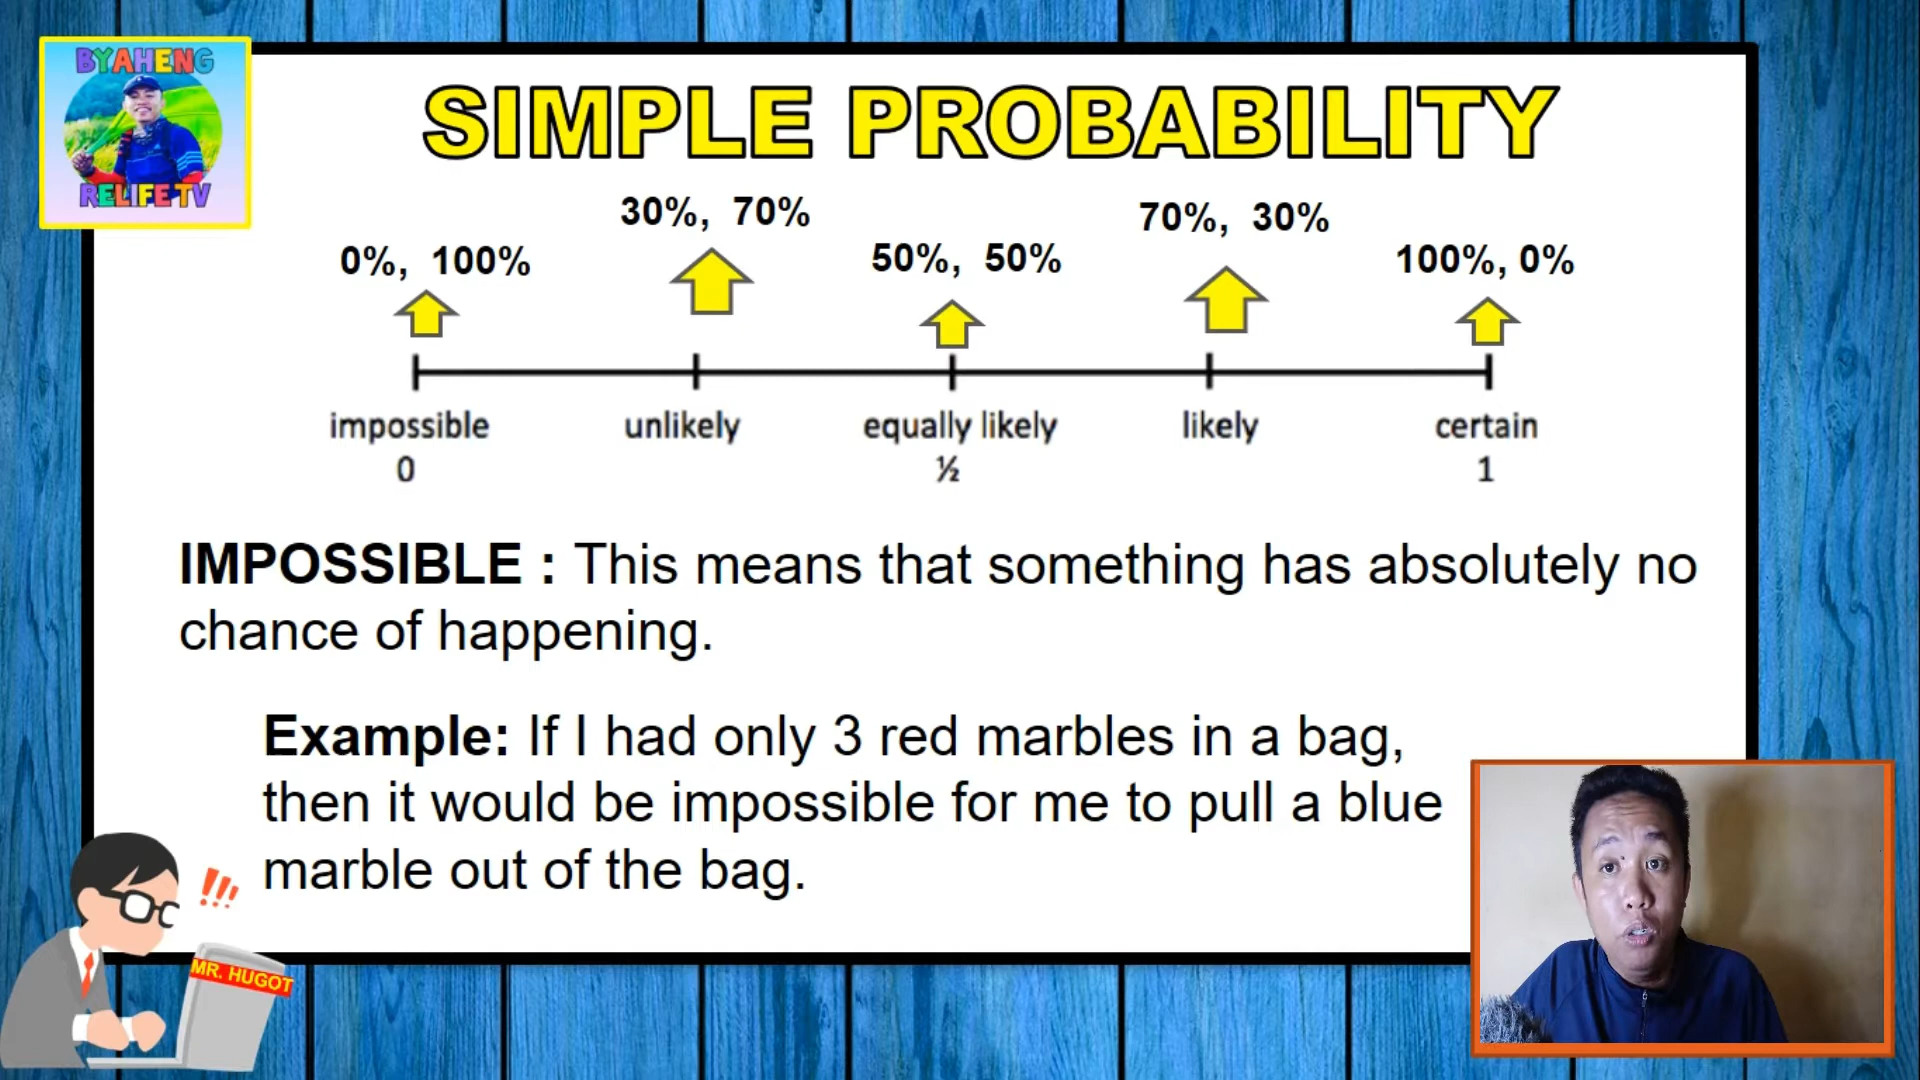 BYAHENG
RELIFE TV
SIMPLE PROBABILITY
0%, 100%
30%, 70%
50%, 50%
70%, 30%
100%, 0%
impossible
0
unlikely
equally likely
½
likely
certain
1
IMPOSSIBLE : This means that something has absolutely no
chance of happening.
Example: If I had only 3 red marbles in a bag,
then it would be impossible for me to pull a blue
marble out of the bag.
!!!
MR. HUGOT